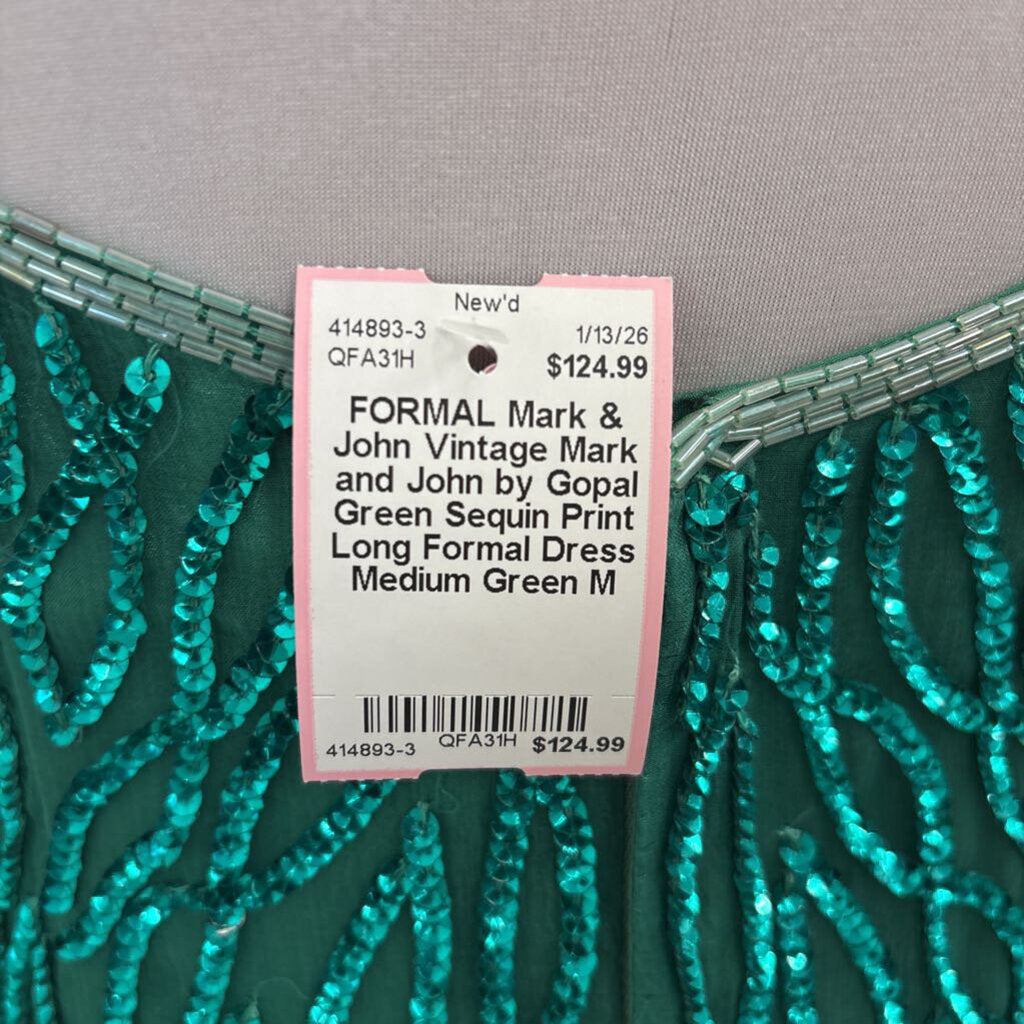 New'd
414893-3 1/13/26
QFA31H $124.99
FORMAL Mark &
John Vintage Mark
and John by Gopal
Green Sequin Print
Long Formal Dress
Medium Green M
414893-3 QFA31H $124.99